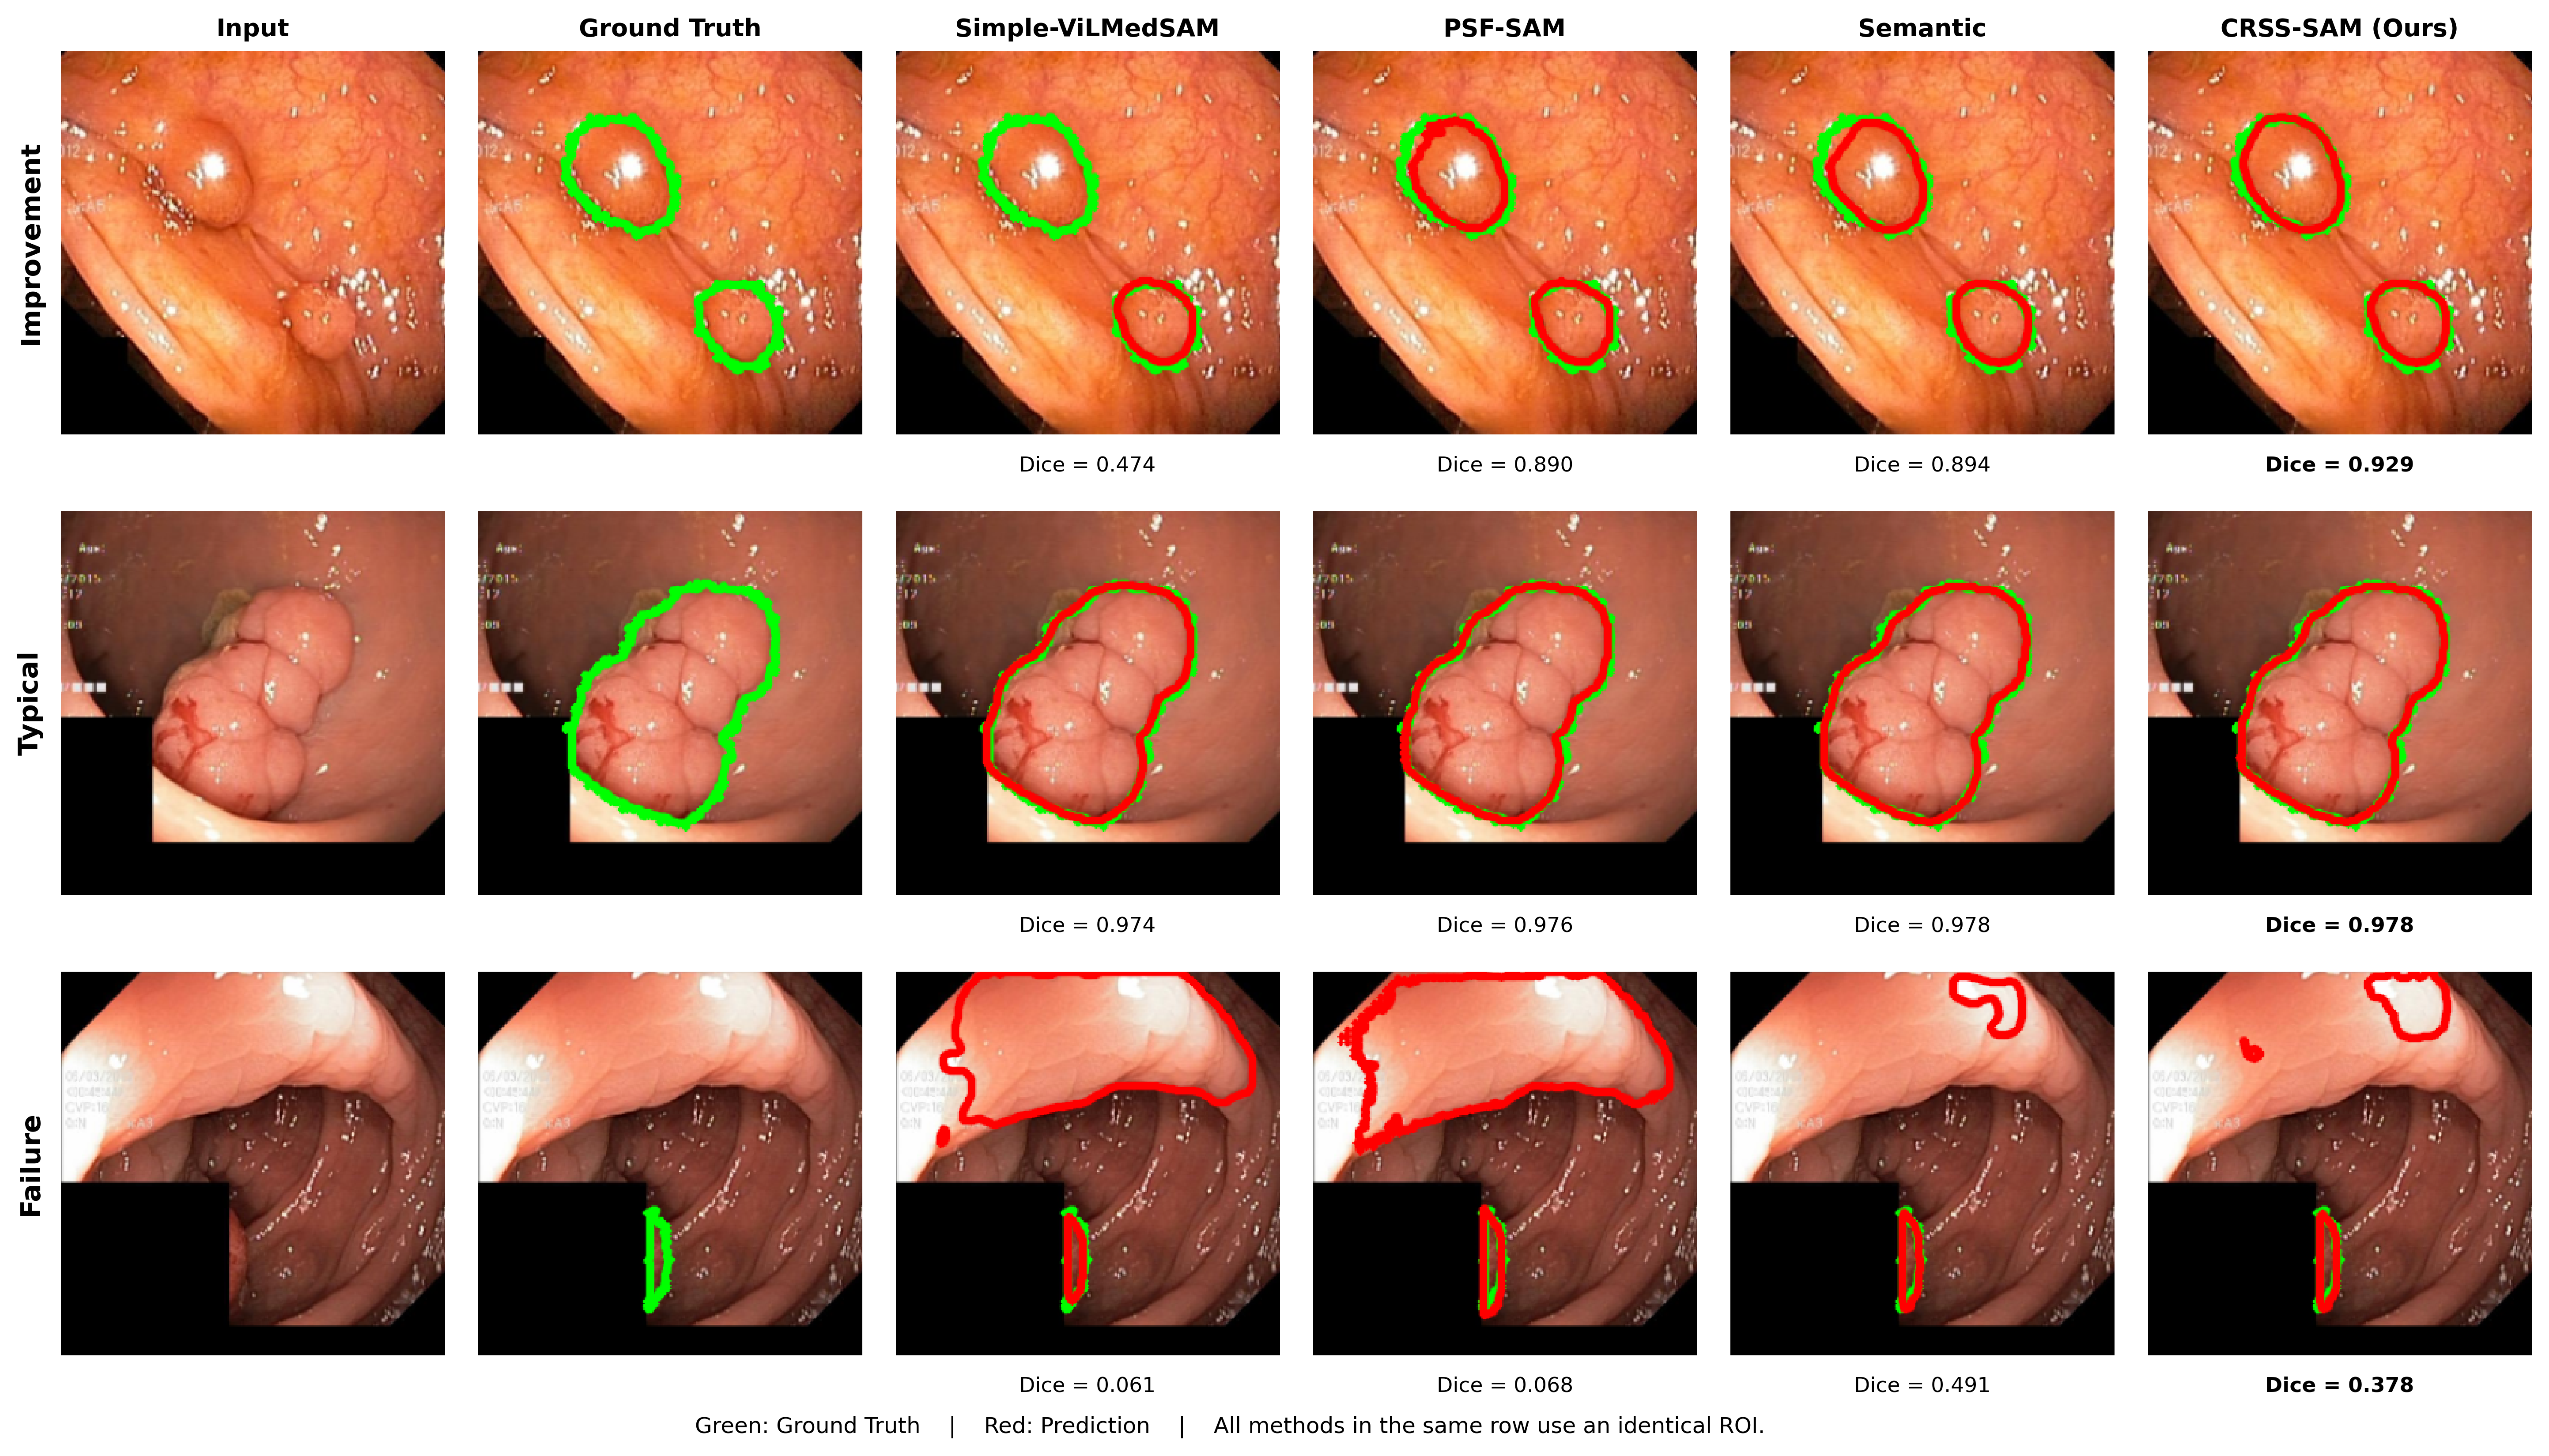 Input Ground Truth Simple-ViLMedSAM PSF-SAM Semantic CRSS-SAM (Ours)
Improvement
Dice = 0.474 Dice = 0.890 Dice = 0.894 Dice = 0.929
Typical
Age:
Dice = 0.974 Dice = 0.976 Dice = 0.978 Dice = 0.978
Failure
Dice = 0.061 Dice = 0.068 Dice = 0.491 Dice = 0.378
Green: Ground Truth | Red: Prediction | All methods in the same row use an identical ROI.